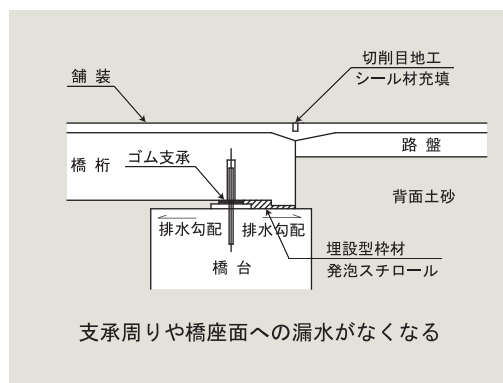 切削目地工
シール材充填
舗装
路盤
橋桁
ゴム支承
背面土砂
排水勾配
排水勾配
埋設型枠材
発泡スチロール
橋台
支承周りや橋座面への漏水がなくなる